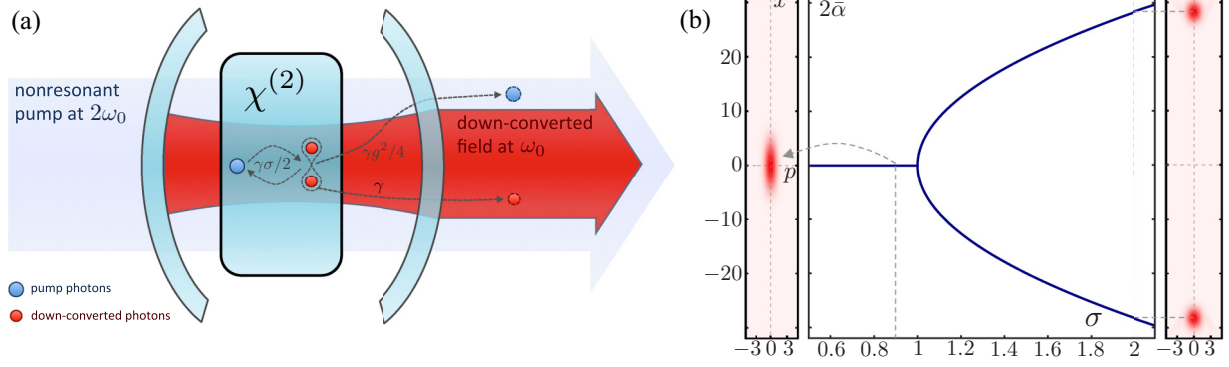 (a)
nonresonant
pump at 2ω₀
χ⁽²⁾
γσ/2
γg²/4
γ
down-converted
field at ω₀
pump photons
down-converted photons
(b)
x
p
−3 0 3
2ᾱ
20
10
0
−10
−20
σ
0.6 0.8 1 1.2 1.4 1.6 1.8 2
−3 0 3